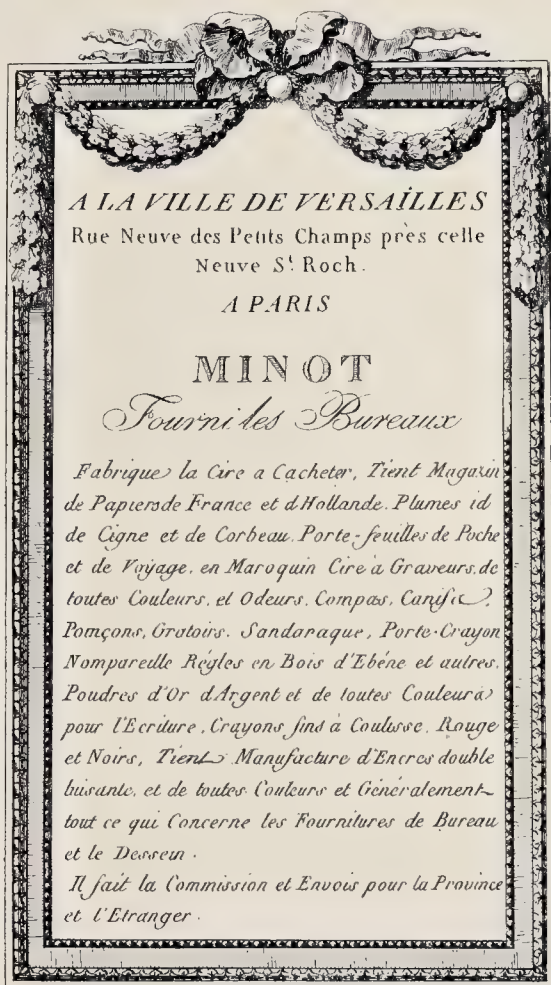 A LA VILLE DE VERSAILLES
Rue Neuve des Petits Champs près celle
Neuve St. Roch.
A PARIS
MINOT
Fourni les Bureaux
Fabrique la Cire a Cacheter, Tient Magazin
de Papiers de France et d'Hollande. Plumes id
de Cigne et de Corbeau. Porte-feuilles de Poche
et de Voyage, en Maroquin Cire à Graveurs, de
toutes Couleurs, et Odeurs. Compas, Canifs,
Poinçons, Gratoirs. Sandaraque, Porte-Crayon
Nompareille Régles en Bois d'Ebéne et autres.
Poudres d'Or d'Argent et de toutes Couleurs
pour l'Ecriture, Crayons fins à Coulisse, Rouge
et Noirs, Tient Manufacture d'Encres double
luisante, et de toutes Couleurs et Généralement
tout ce qui Concerne les Fournitures de Bureau
et le Dessein.
Il fait la Commission et Envois pour la Province
et l'Etranger.